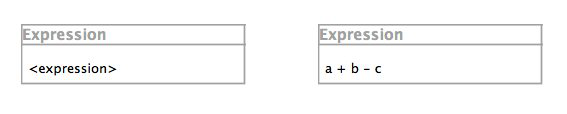 Expression
<expression>
Expression
a + b - c